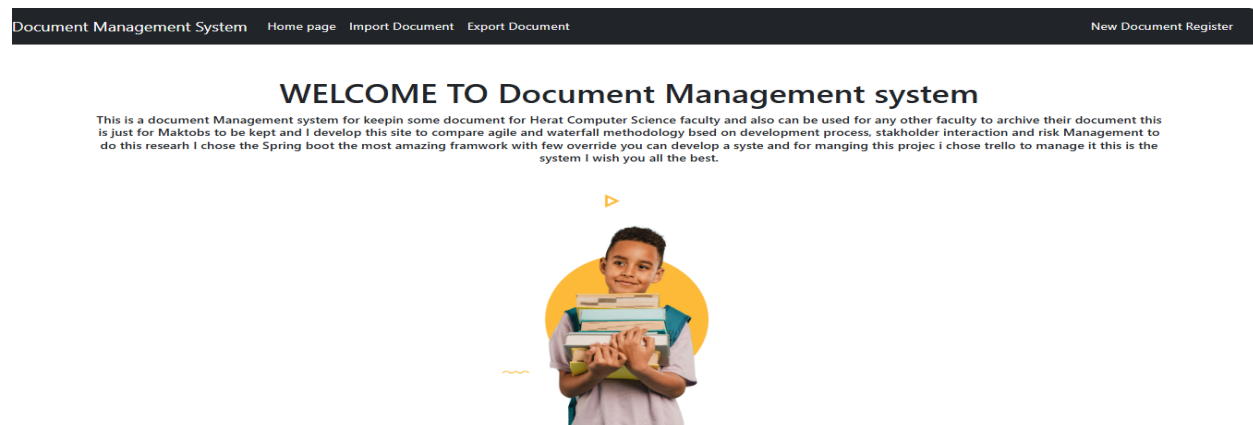 Document Management System Home page Import Document Export Document New Document Register
WELCOME TO Document Management system
This is a document Management system for keepin some document for Herat Computer Science faculty and also can be used for any other faculty to archive their document this
is just for Maktobs to be kept and I develop this site to compare agile and waterfall methodology bsed on development process, stakholder interaction and risk Management to
do this researh I chose the Spring boot the most amazing framwork with few override you can develop a syste and for manging this projec i chose trello to manage it this is the
system I wish you all the best.